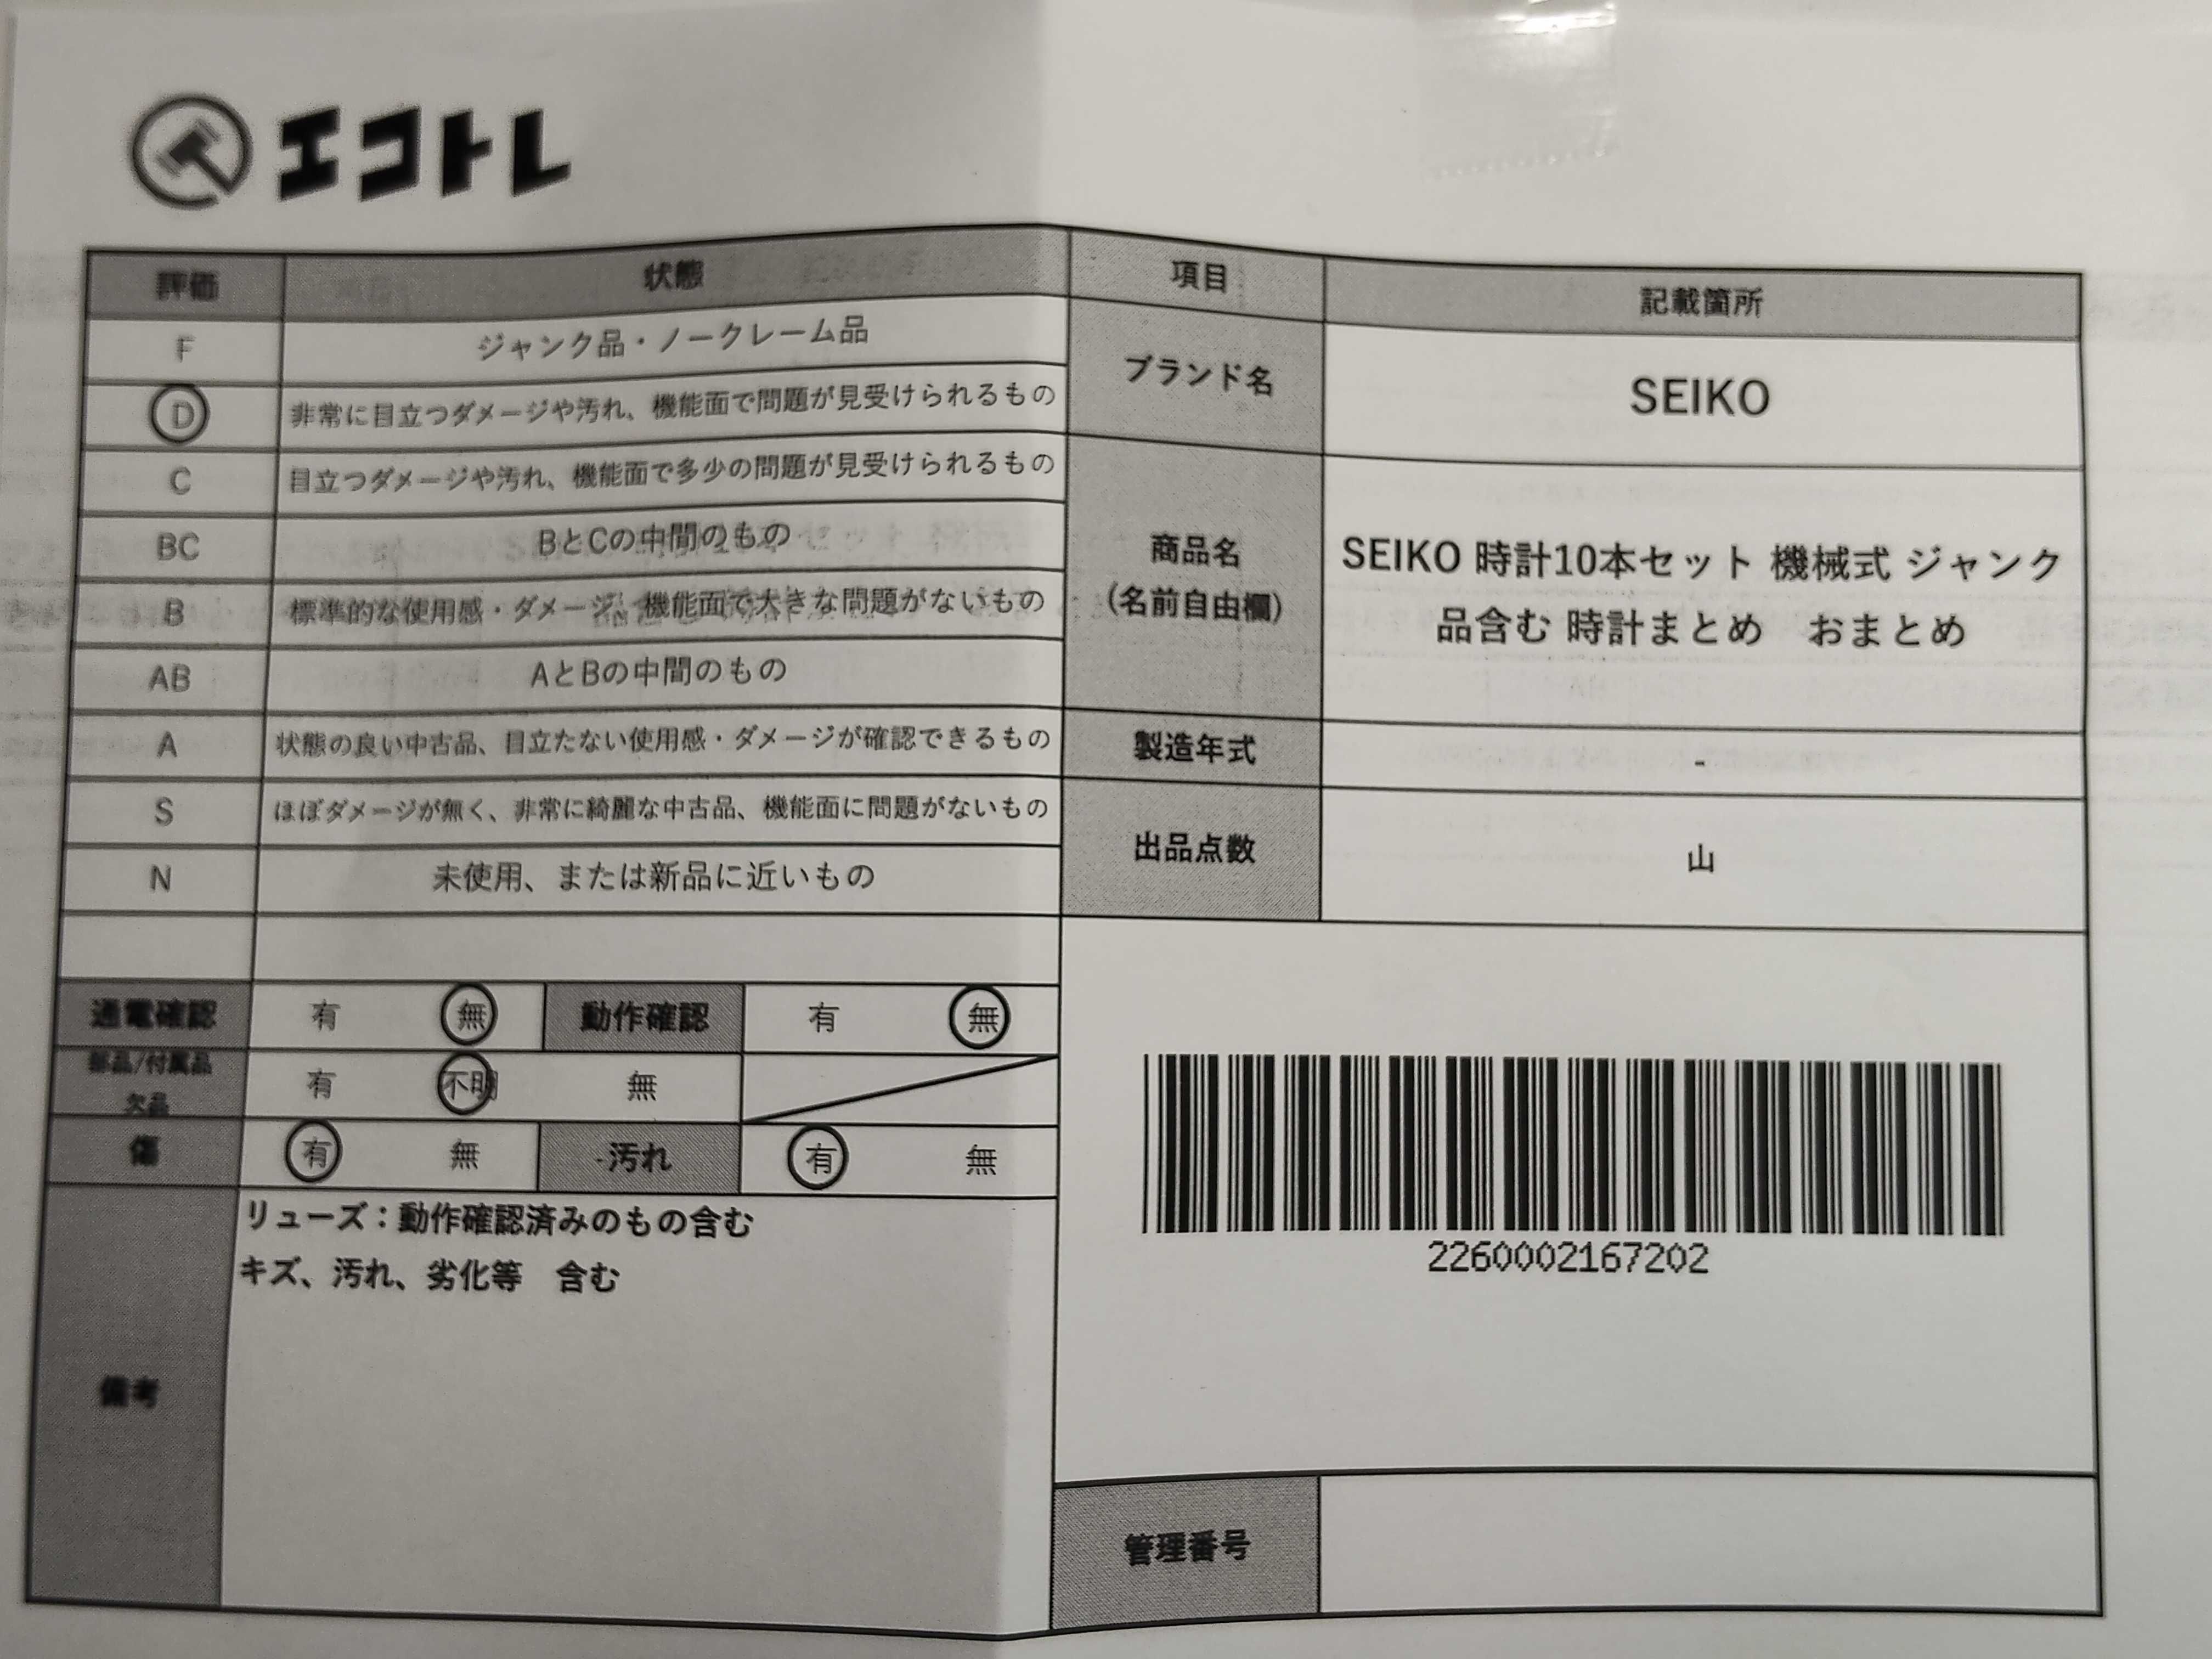 エコトレ
評価 状態
F ジャンク品・ノークレーム品
D 非常に目立つダメージや汚れ、機能面で問題が見受けられるもの
C 目立つダメージや汚れ、機能面で多少の問題が見受けられるもの
BC BとCの中間のもの
B 標準的な使用感・ダメージ、機能面で大きな問題がないもの
AB AとBの中間のもの
A 状態の良い中古品、目立たない使用感・ダメージが確認できるもの
S ほぼダメージが無く、非常に綺麗な中古品、機能面に問題がないもの
N 未使用、または新品に近いもの
通電確認 有 無 動作確認 有 無
部品/付属品
欠品 有 不明 無
傷 有 無 -汚れ 有 無
備考
リューズ：動作確認済みのもの含む
キズ、汚れ、劣化等　含む
項目 記載箇所
ブランド名 SEIKO
商品名
(名前自由欄)
SEIKO 時計10本セット 機械式 ジャンク
品含む 時計まとめ　おまとめ
製造年式 -
出品点数 山
2260002167202
管理番号